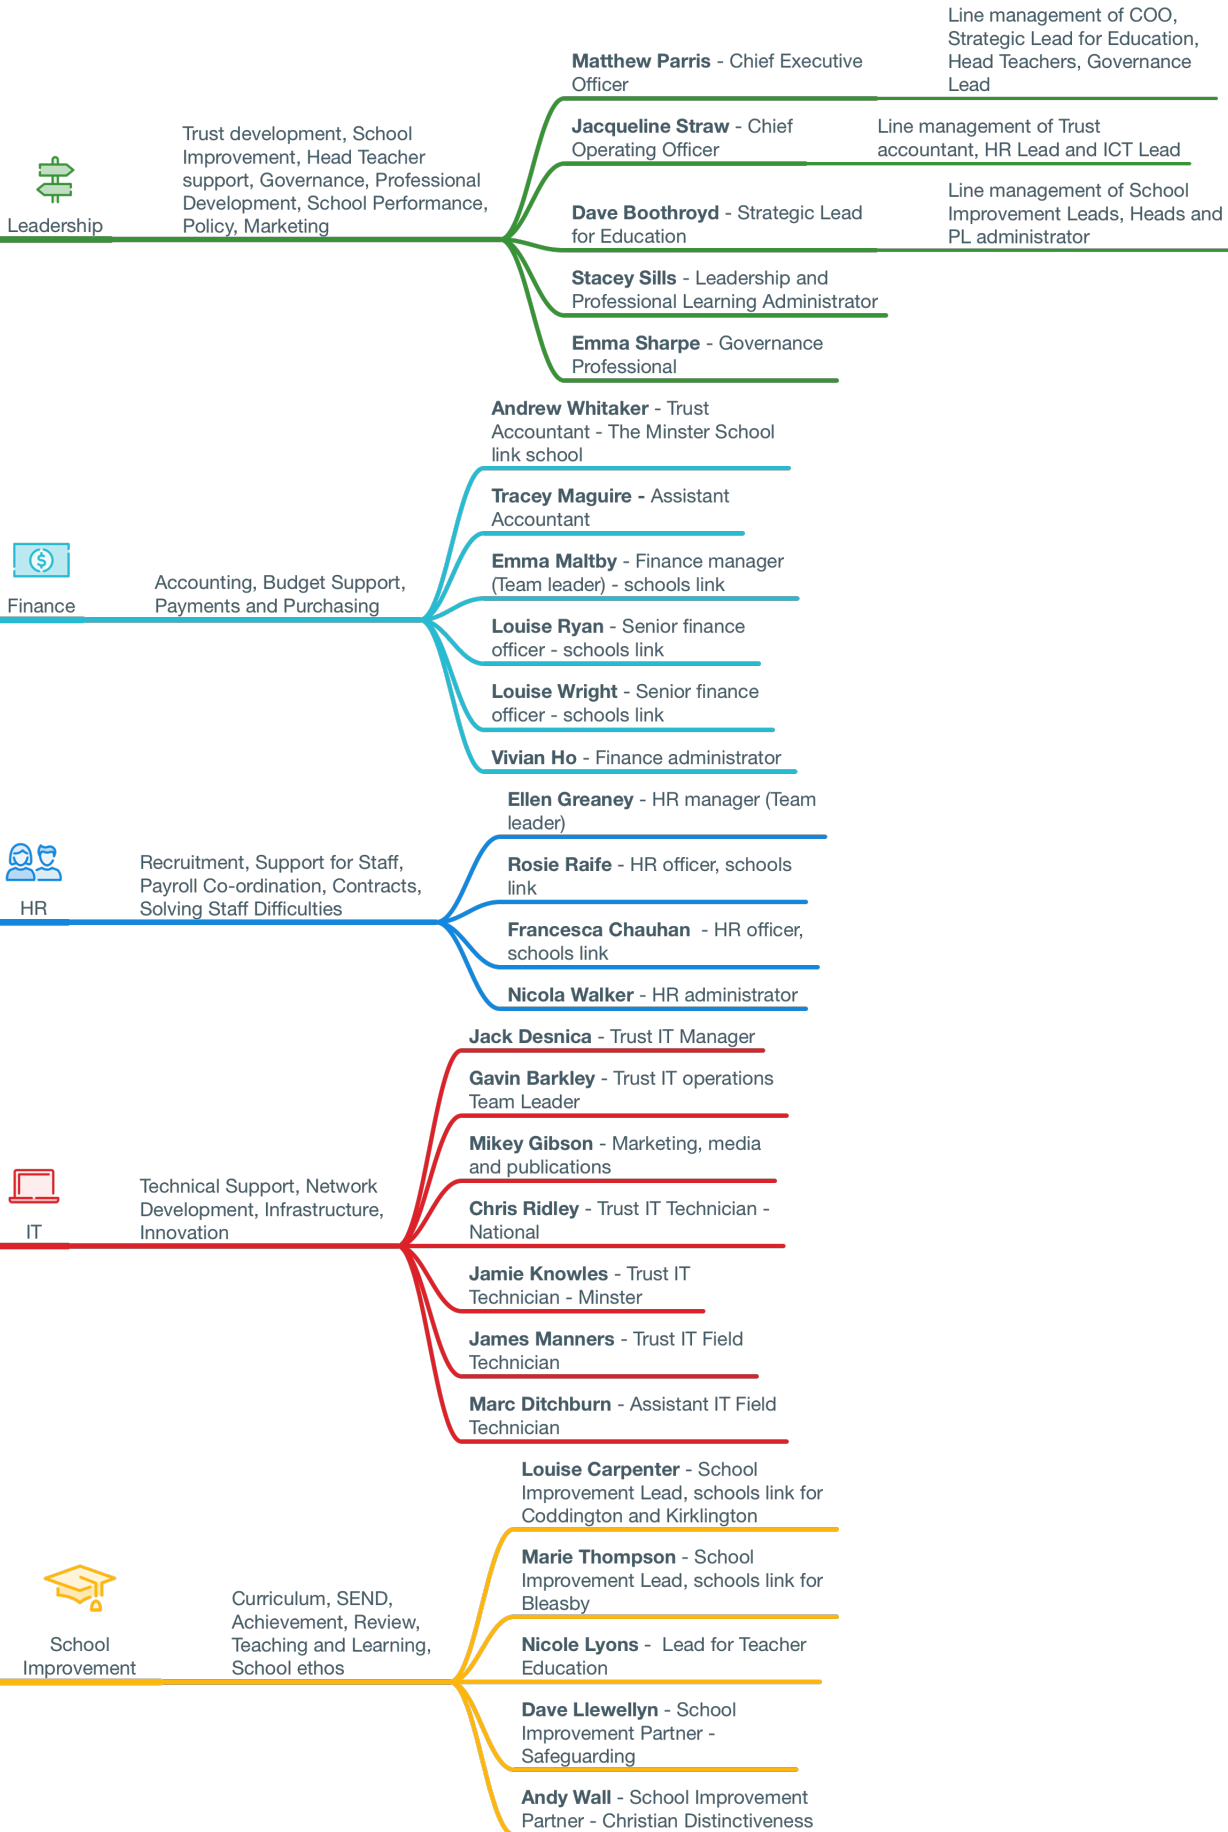 Leadership
Trust development, School
Improvement, Head Teacher
support, Governance, Professional
Development, School Performance,
Policy, Marketing
Matthew Parris - Chief Executive
Officer
Line management of COO,
Strategic Lead for Education,
Head Teachers, Governance
Lead
Jacqueline Straw - Chief
Operating Officer
Line management of Trust
accountant, HR Lead and ICT Lead
Dave Boothroyd - Strategic Lead
for Education
Line management of School
Improvement Leads, Heads and
PL administrator
Stacey Sills - Leadership and
Professional Learning Administrator
Emma Sharpe - Governance
Professional
Finance
Accounting, Budget Support,
Payments and Purchasing
Andrew Whitaker - Trust
Accountant - The Minster School
link school
Tracey Maguire - Assistant
Accountant
Emma Maltby - Finance manager
(Team leader) - schools link
Louise Ryan - Senior finance
officer - schools link
Louise Wright - Senior finance
officer - schools link
Vivian Ho - Finance administrator
HR
Recruitment, Support for Staff,
Payroll Co-ordination, Contracts,
Solving Staff Difficulties
Ellen Greaney - HR manager (Team
leader)
Rosie Raife - HR officer, schools
link
Francesca Chauhan  - HR officer,
schools link
Nicola Walker - HR administrator
IT
Technical Support, Network
Development, Infrastructure,
Innovation
Jack Desnica - Trust IT Manager
Gavin Barkley - Trust IT operations
Team Leader
Mikey Gibson - Marketing, media
and publications
Chris Ridley - Trust IT Technician -
National
Jamie Knowles - Trust IT
Technician - Minster
James Manners - Trust IT Field
Technician
Marc Ditchburn - Assistant IT Field
Technician
School
Improvement
Curriculum, SEND,
Achievement, Review,
Teaching and Learning,
School ethos
Louise Carpenter - School
Improvement Lead, schools link for
Coddington and Kirklington
Marie Thompson - School
Improvement Lead, schools link for
Bleasby
Nicole Lyons -  Lead for Teacher
Education
Dave Llewellyn - School
Improvement Partner -
Safeguarding
Andy Wall - School Improvement
Partner - Christian Distinctiveness